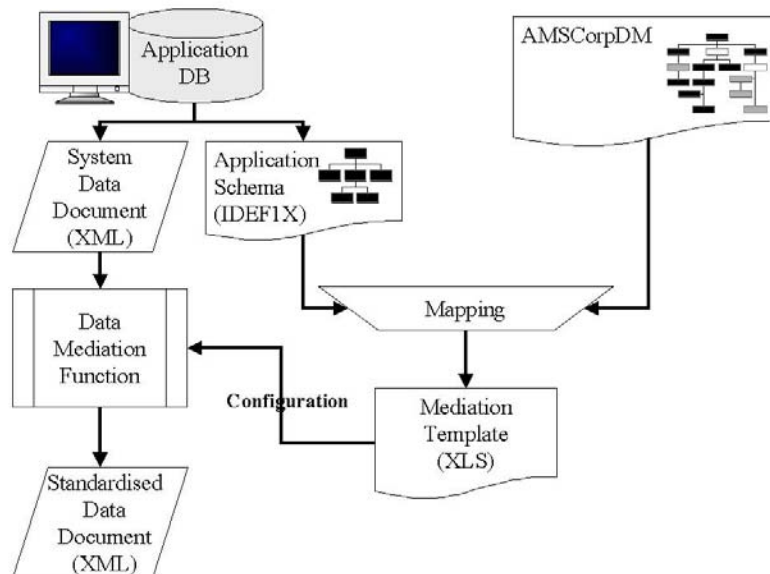 Application
DB
AMSCorpDM
System
Data
Document
(XML)
Application
Schema
(IDEF1X)
Data
Mediation
Function
Mapping
Configuration
Mediation
Template
(XLS)
Standardised
Data
Document
(XML)